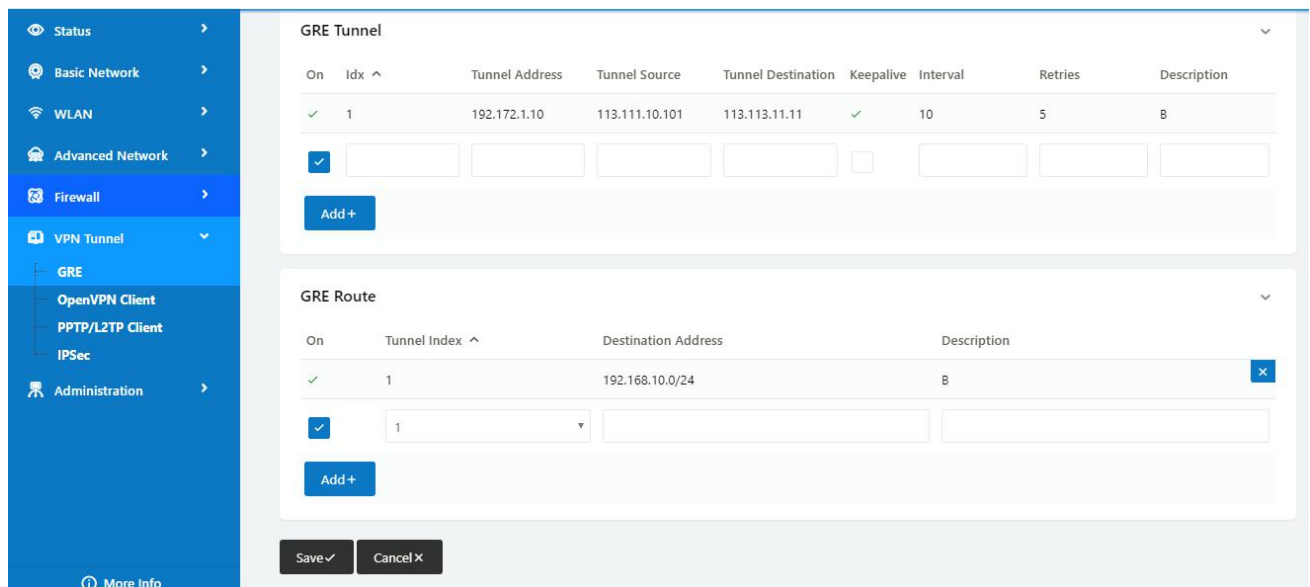 Status
Basic Network
WLAN
Advanced Network
Firewall
VPN Tunnel
GRE
OpenVPN Client
PPTP/L2TP Client
IPSec
Administration
More Info
GRE Tunnel
On Idx Tunnel Address Tunnel Source Tunnel Destination Keepalive Interval Retries Description
1 192.172.1.10 113.111.10.101 113.113.11.11 10 5 B
Add+
GRE Route
On Tunnel Index Destination Address Description
1 192.168.10.0/24 B
1
Add+
Save Cancel